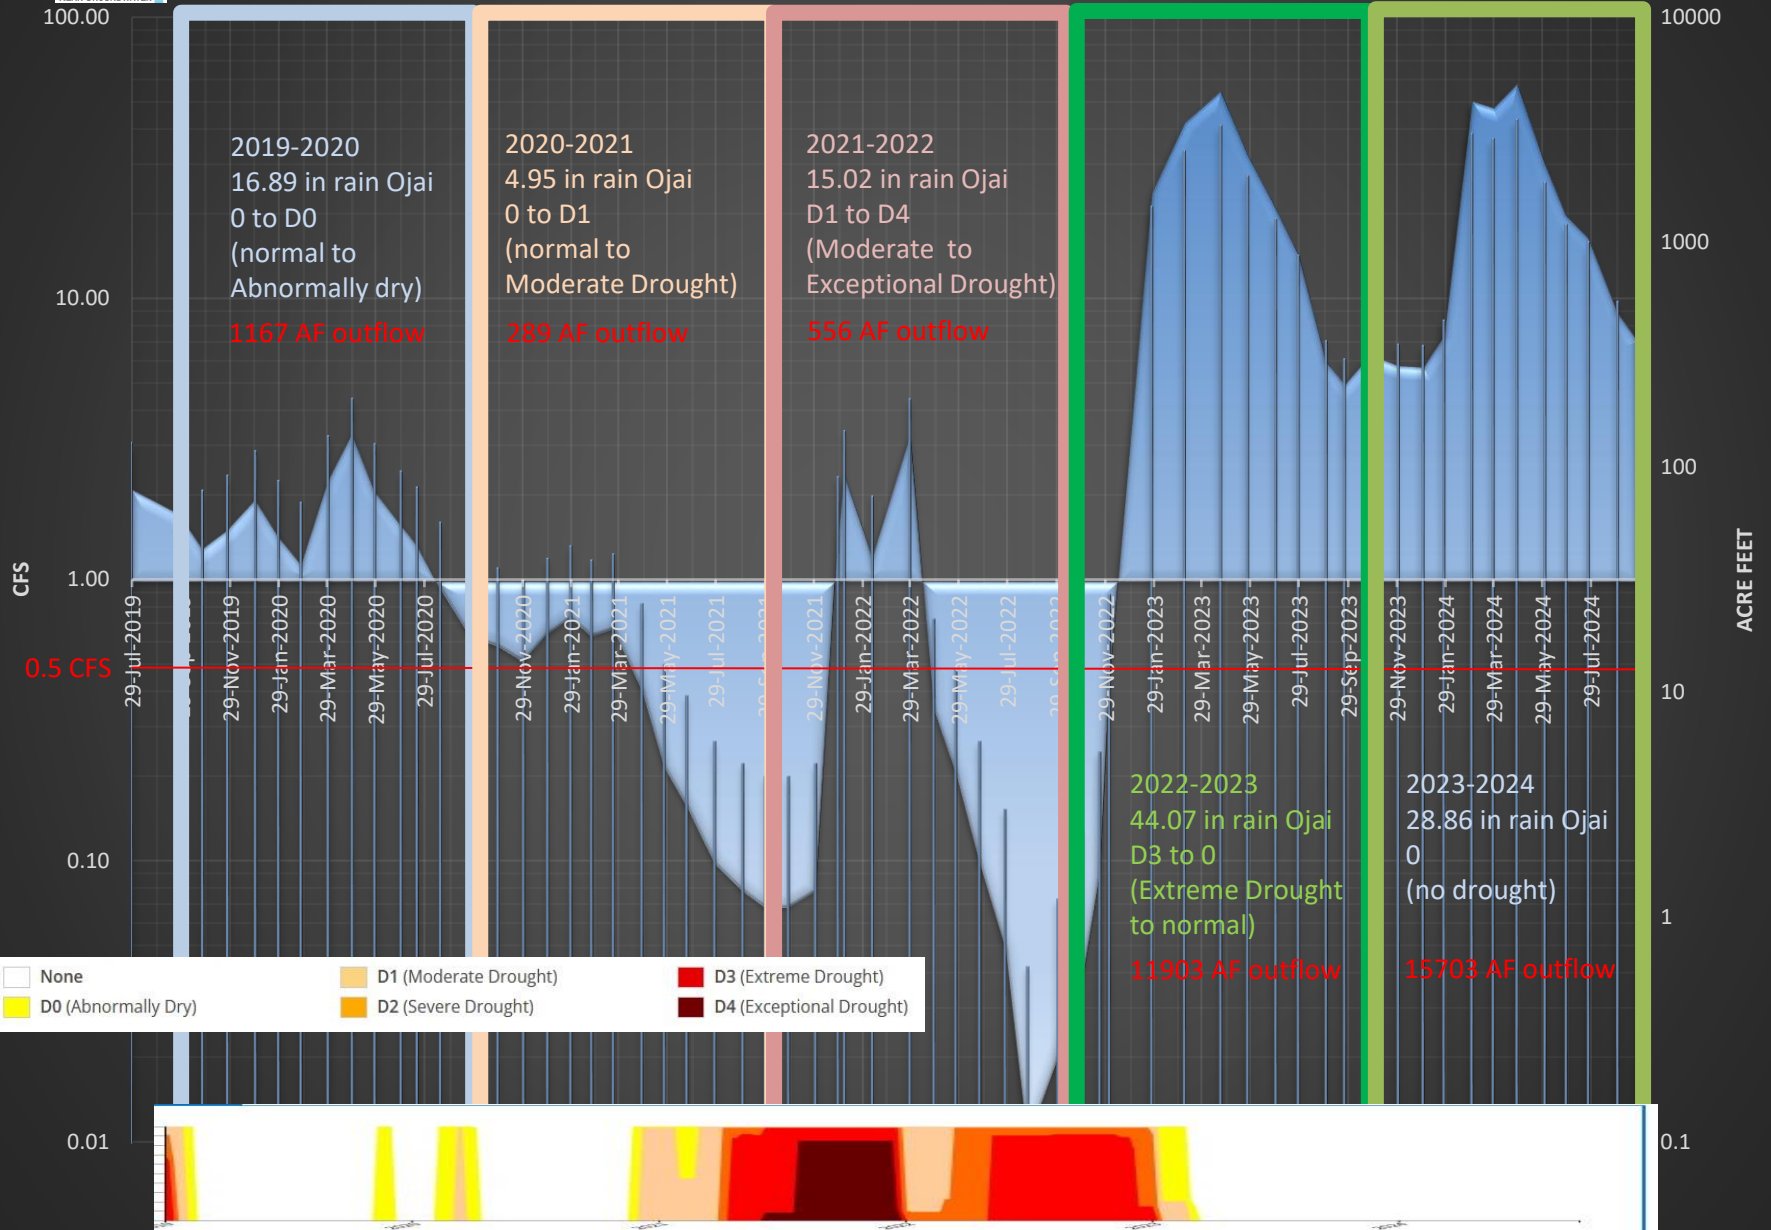 100.00
10.00
1.00
0.10
0.01
CFS
0.5 CFS
10000
1000
100
10
1
0.1
ACRE FEET
2019-2020
16.89 in rain Ojai
0 to D0
(normal to
Abnormally dry)
1167 AF outflow
2020-2021
4.95 in rain Ojai
0 to D1
(normal to
Moderate Drought)
289 AF outflow
2021-2022
15.02 in rain Ojai
D1 to D4
(Moderate to
Exceptional Drought)
556 AF outflow
29-Jul-2019
29-Nov-2019
29-Jan-2020
29-Mar-2020
29-May-2020
29-Jul-2020
29-Nov-2020
29-Jan-2021
29-Mar-2021
29-May-2021
29-Jul-2021
29-Nov-2021
29-Jan-2022
29-Mar-2022
29-May-2022
29-Jul-2022
29-Sep-2022
29-Nov-2022
29-Jan-2023
29-Mar-2023
29-May-2023
29-Jul-2023
29-Sep-2023
29-Nov-2023
29-Jan-2024
29-Mar-2024
29-May-2024
29-Jul-2024
2022-2023
44.07 in rain Ojai
D3 to 0
(Extreme Drought
to normal)
11903 AF outflow
2023-2024
28.86 in rain Ojai
0
(no drought)
15703 AF outflow
None
D0 (Abnormally Dry)
D1 (Moderate Drought)
D2 (Severe Drought)
D3 (Extreme Drought)
D4 (Exceptional Drought)